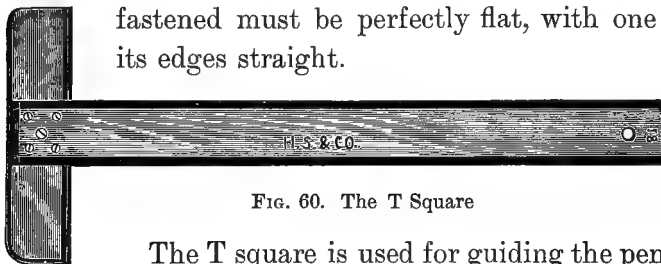 fastened must be perfectly flat, with one
its edges straight.
H. S. & CO.
18
FIG. 60. The T Square
The T square is used for guiding the pen